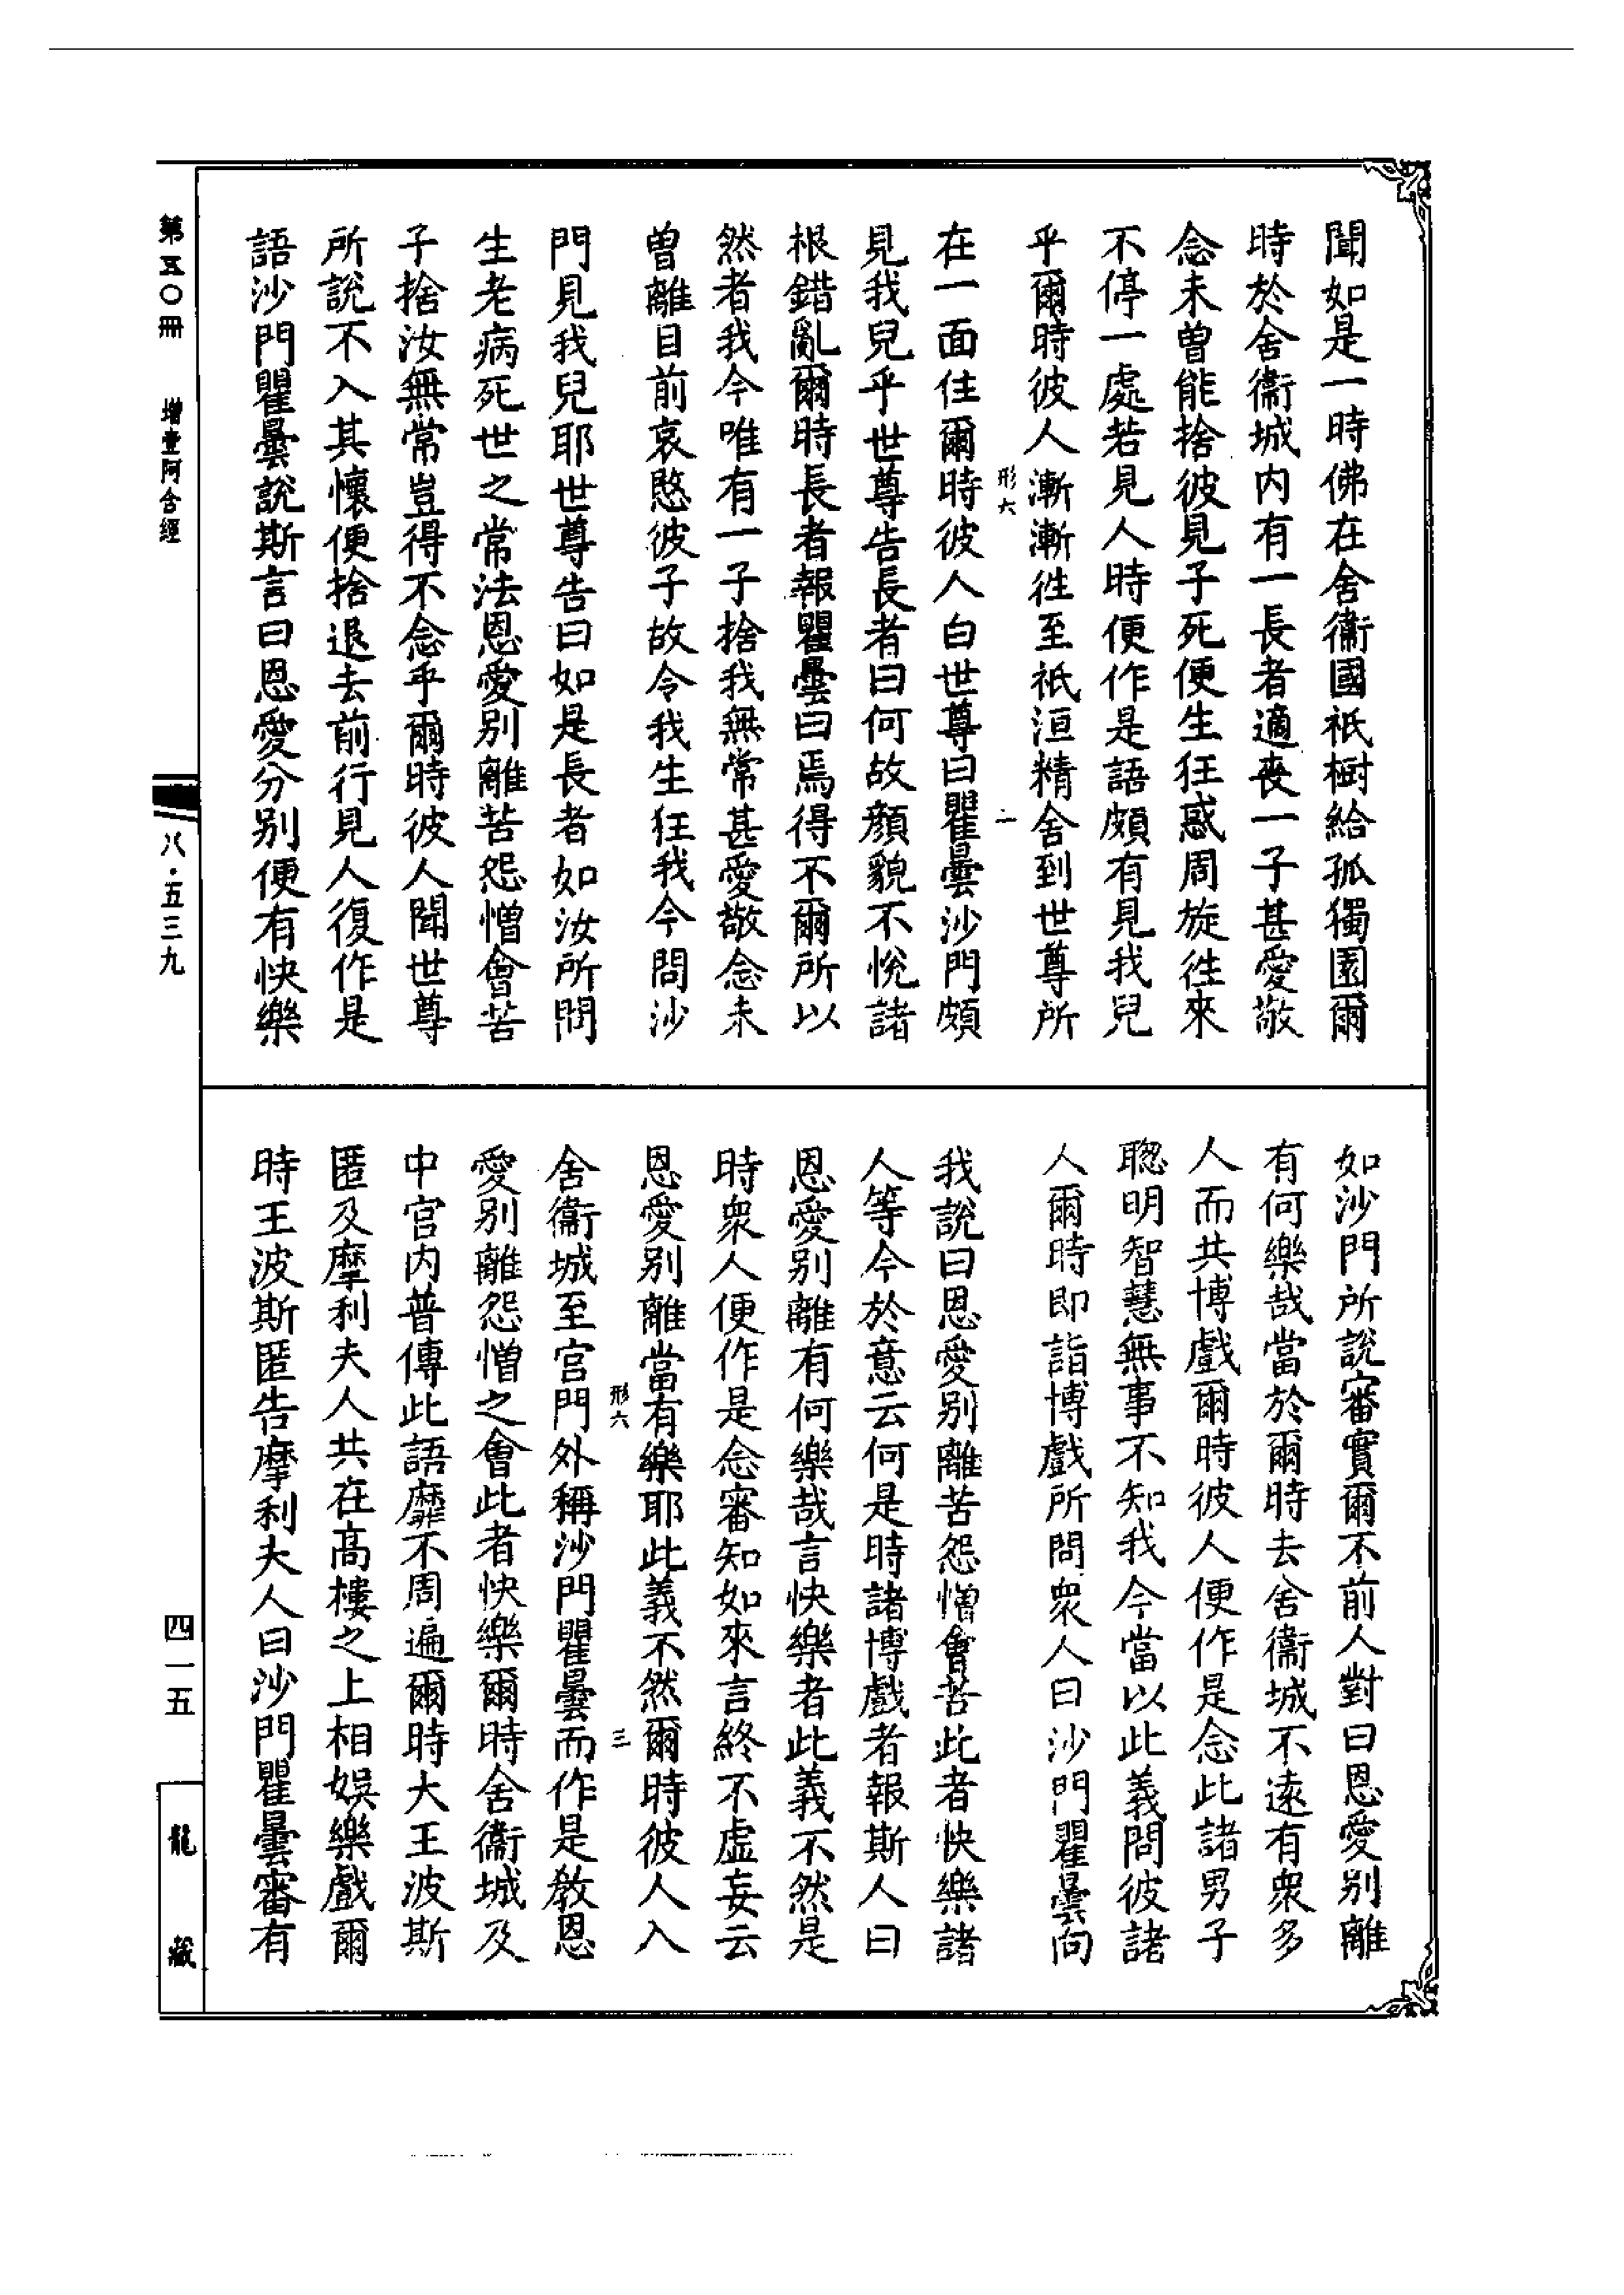 聞如是一時佛在舍衞國祇樹給孤獨園爾
時於舍衞城内有一長者適喪一子甚愛敬
念未曾能捨彼見子死便生狂惑周旋往來
不停一處若見人時便作是語頗有見我兒
乎爾時彼人漸漸往至祇洹精舍到世尊所
形六 二
在一面住爾時彼人白世尊曰瞿曇沙門頗
見我兒乎世尊告長者曰何故顏貌不悅諸
根錯亂爾時長者報瞿曇曰焉得不爾所以
然者我今唯有一子捨我無常甚愛敬念未
曾離目前哀愍彼子故令我生狂我今問沙
門見我兒耶世尊告曰如是長者如汝所問
生老病死世之常法恩愛别離苦怨憎會苦
子捨汝無常豈得不念乎爾時彼人聞世尊
所說不入其懷便捨退去前行見人復作是
語沙門瞿曇說斯言曰恩愛分别便有快樂
如沙門所說審實爾不前人對曰恩愛别離
有何樂哉當於爾時去舍衞城不遠有衆多
人而共博戲爾時彼人便作是念此諸男子
聰明智慧無事不知我今當以此義問彼諸
人爾時即詣博戲所問衆人曰沙門瞿曇向
我說曰恩愛别離苦怨憎會苦此者快樂諸
人等今於意云何是時諸博戲者報斯人曰
恩愛别離有何樂哉言快樂者此義不然是
時衆人便作是念審知如來言終不虛妄云
恩愛别離當有樂耶此義不然爾時彼人入
形六 三
舍衞城至宮門外稱沙門瞿曇而作是教恩
愛别離怨憎之會此者快樂爾時舍衞城及
中宮内普傳此語靡不周遍爾時大王波斯
匿及摩利夫人共在高樓之上相娛樂戲爾
時王波斯匿告摩利夫人曰沙門瞿曇審有
第五〇冊 增壹阿含經
八·五三九
四一五
龍藏